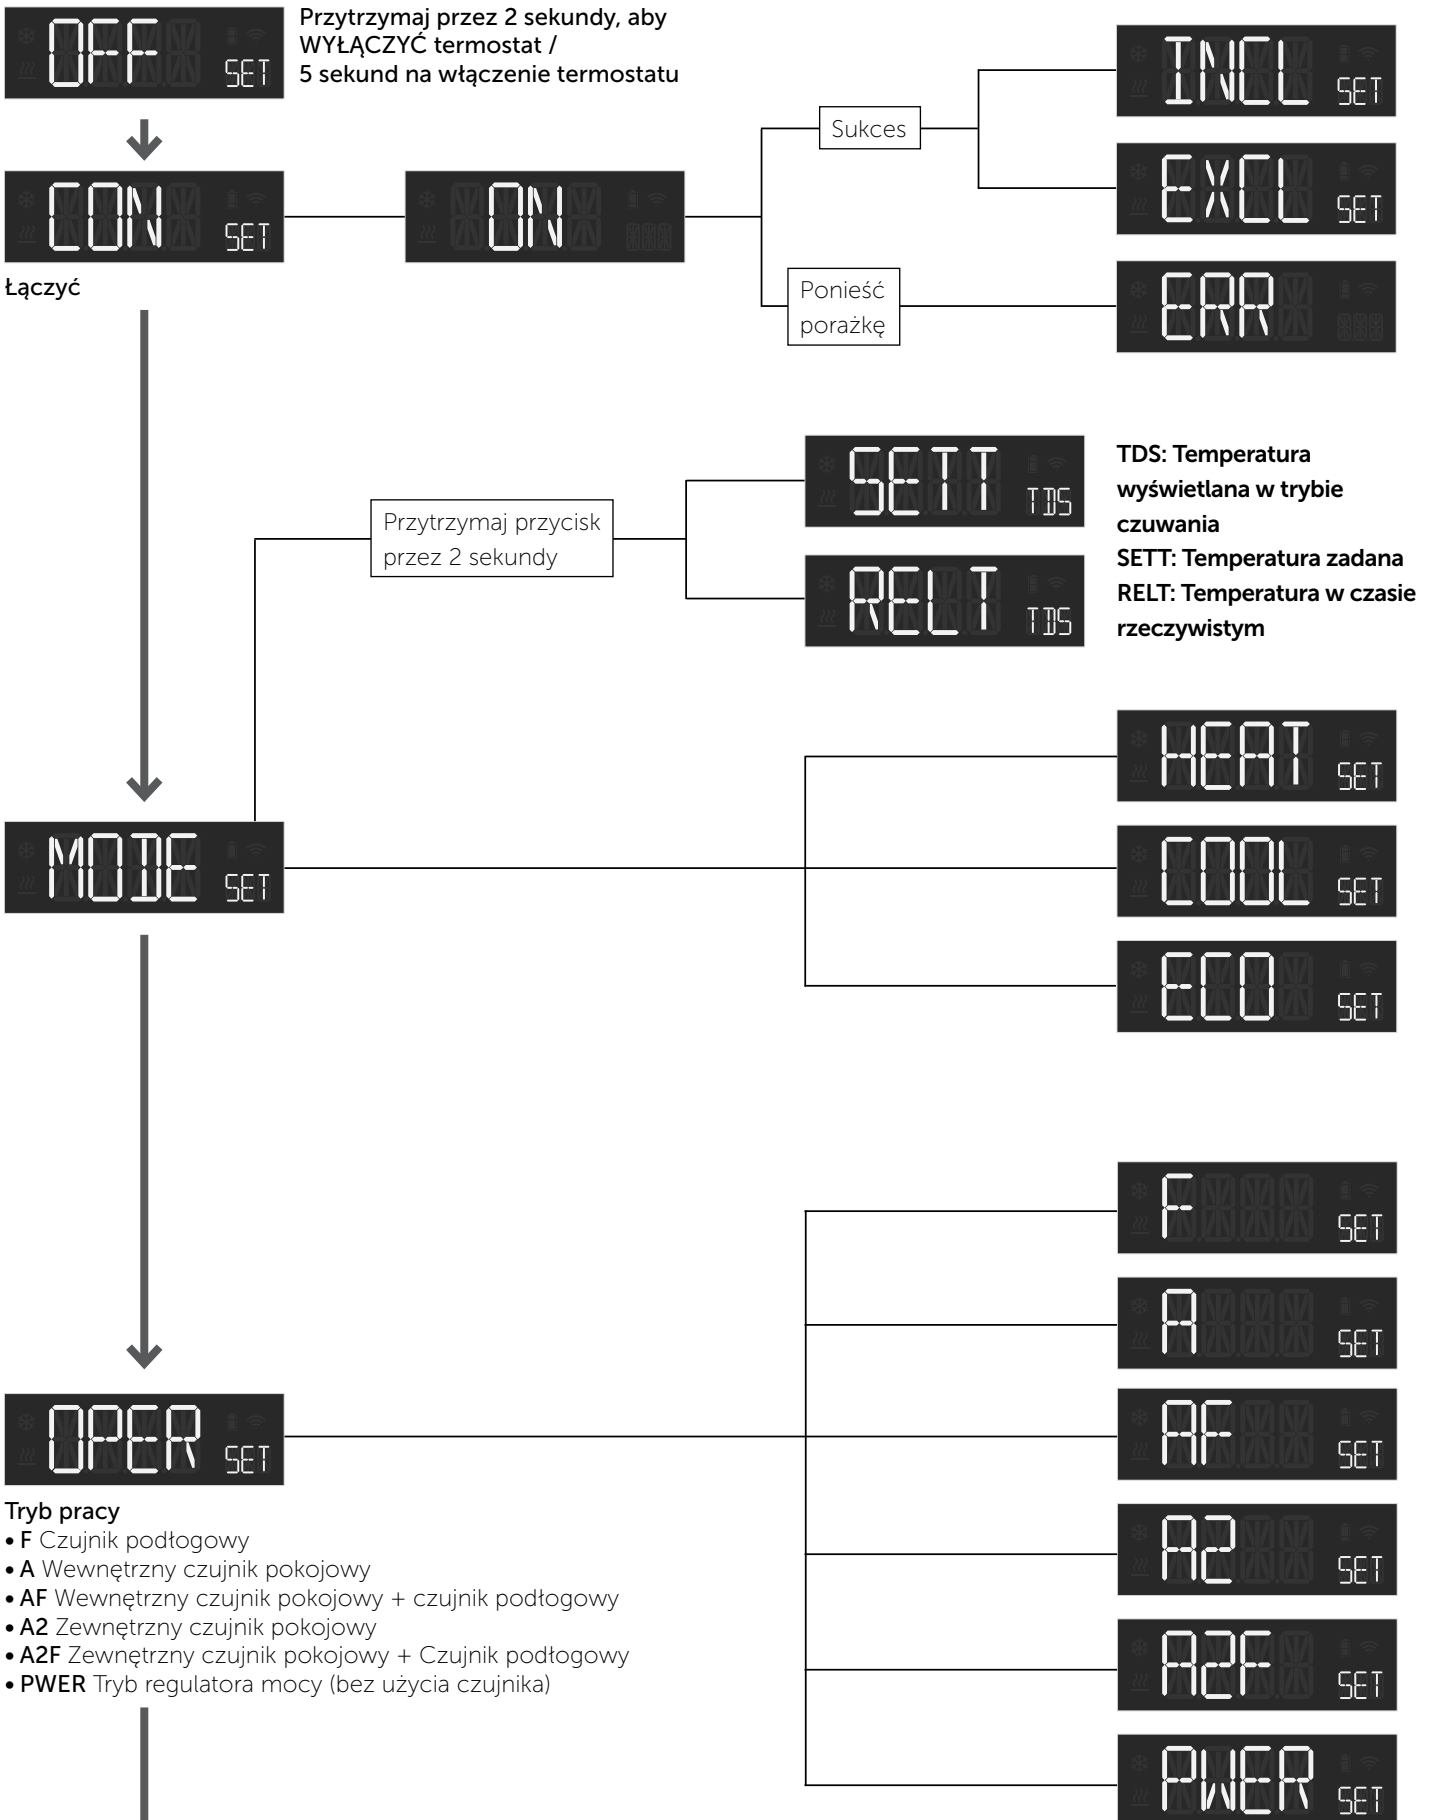 OFF
SET
Przytrzymaj przez 2 sekundy, aby
WYŁĄCZYĆ termostat /
5 sekund na włączenie termostatu
CON
SET
Łączyć
ON
Sukces
INCL
SET
EXCL
SET
Ponieść
porażkę
ERR
Przytrzymaj przycisk
przez 2 sekundy
SETT
TDS
RELT
TDS
TDS: Temperatura
wyświetlana w trybie
czuwania
SETT: Temperatura zadana
RELT: Temperatura w czasie
rzeczywistym
MODE
SET
HEAT
SET
COOL
SET
ECO
SET
OPER
SET
Tryb pracy
• F Czujnik podłogowy
• A Wewnętrzny czujnik pokojowy
• AF Wewnętrzny czujnik pokojowy + czujnik podłogowy
• A2 Zewnętrzny czujnik pokojowy
• A2F Zewnętrzny czujnik pokojowy + Czujnik podłogowy
• PWER Tryb regulatora mocy (bez użycia czujnika)
F
SET
A
SET
AF
SET
A2
SET
A2F
SET
PWER
SET